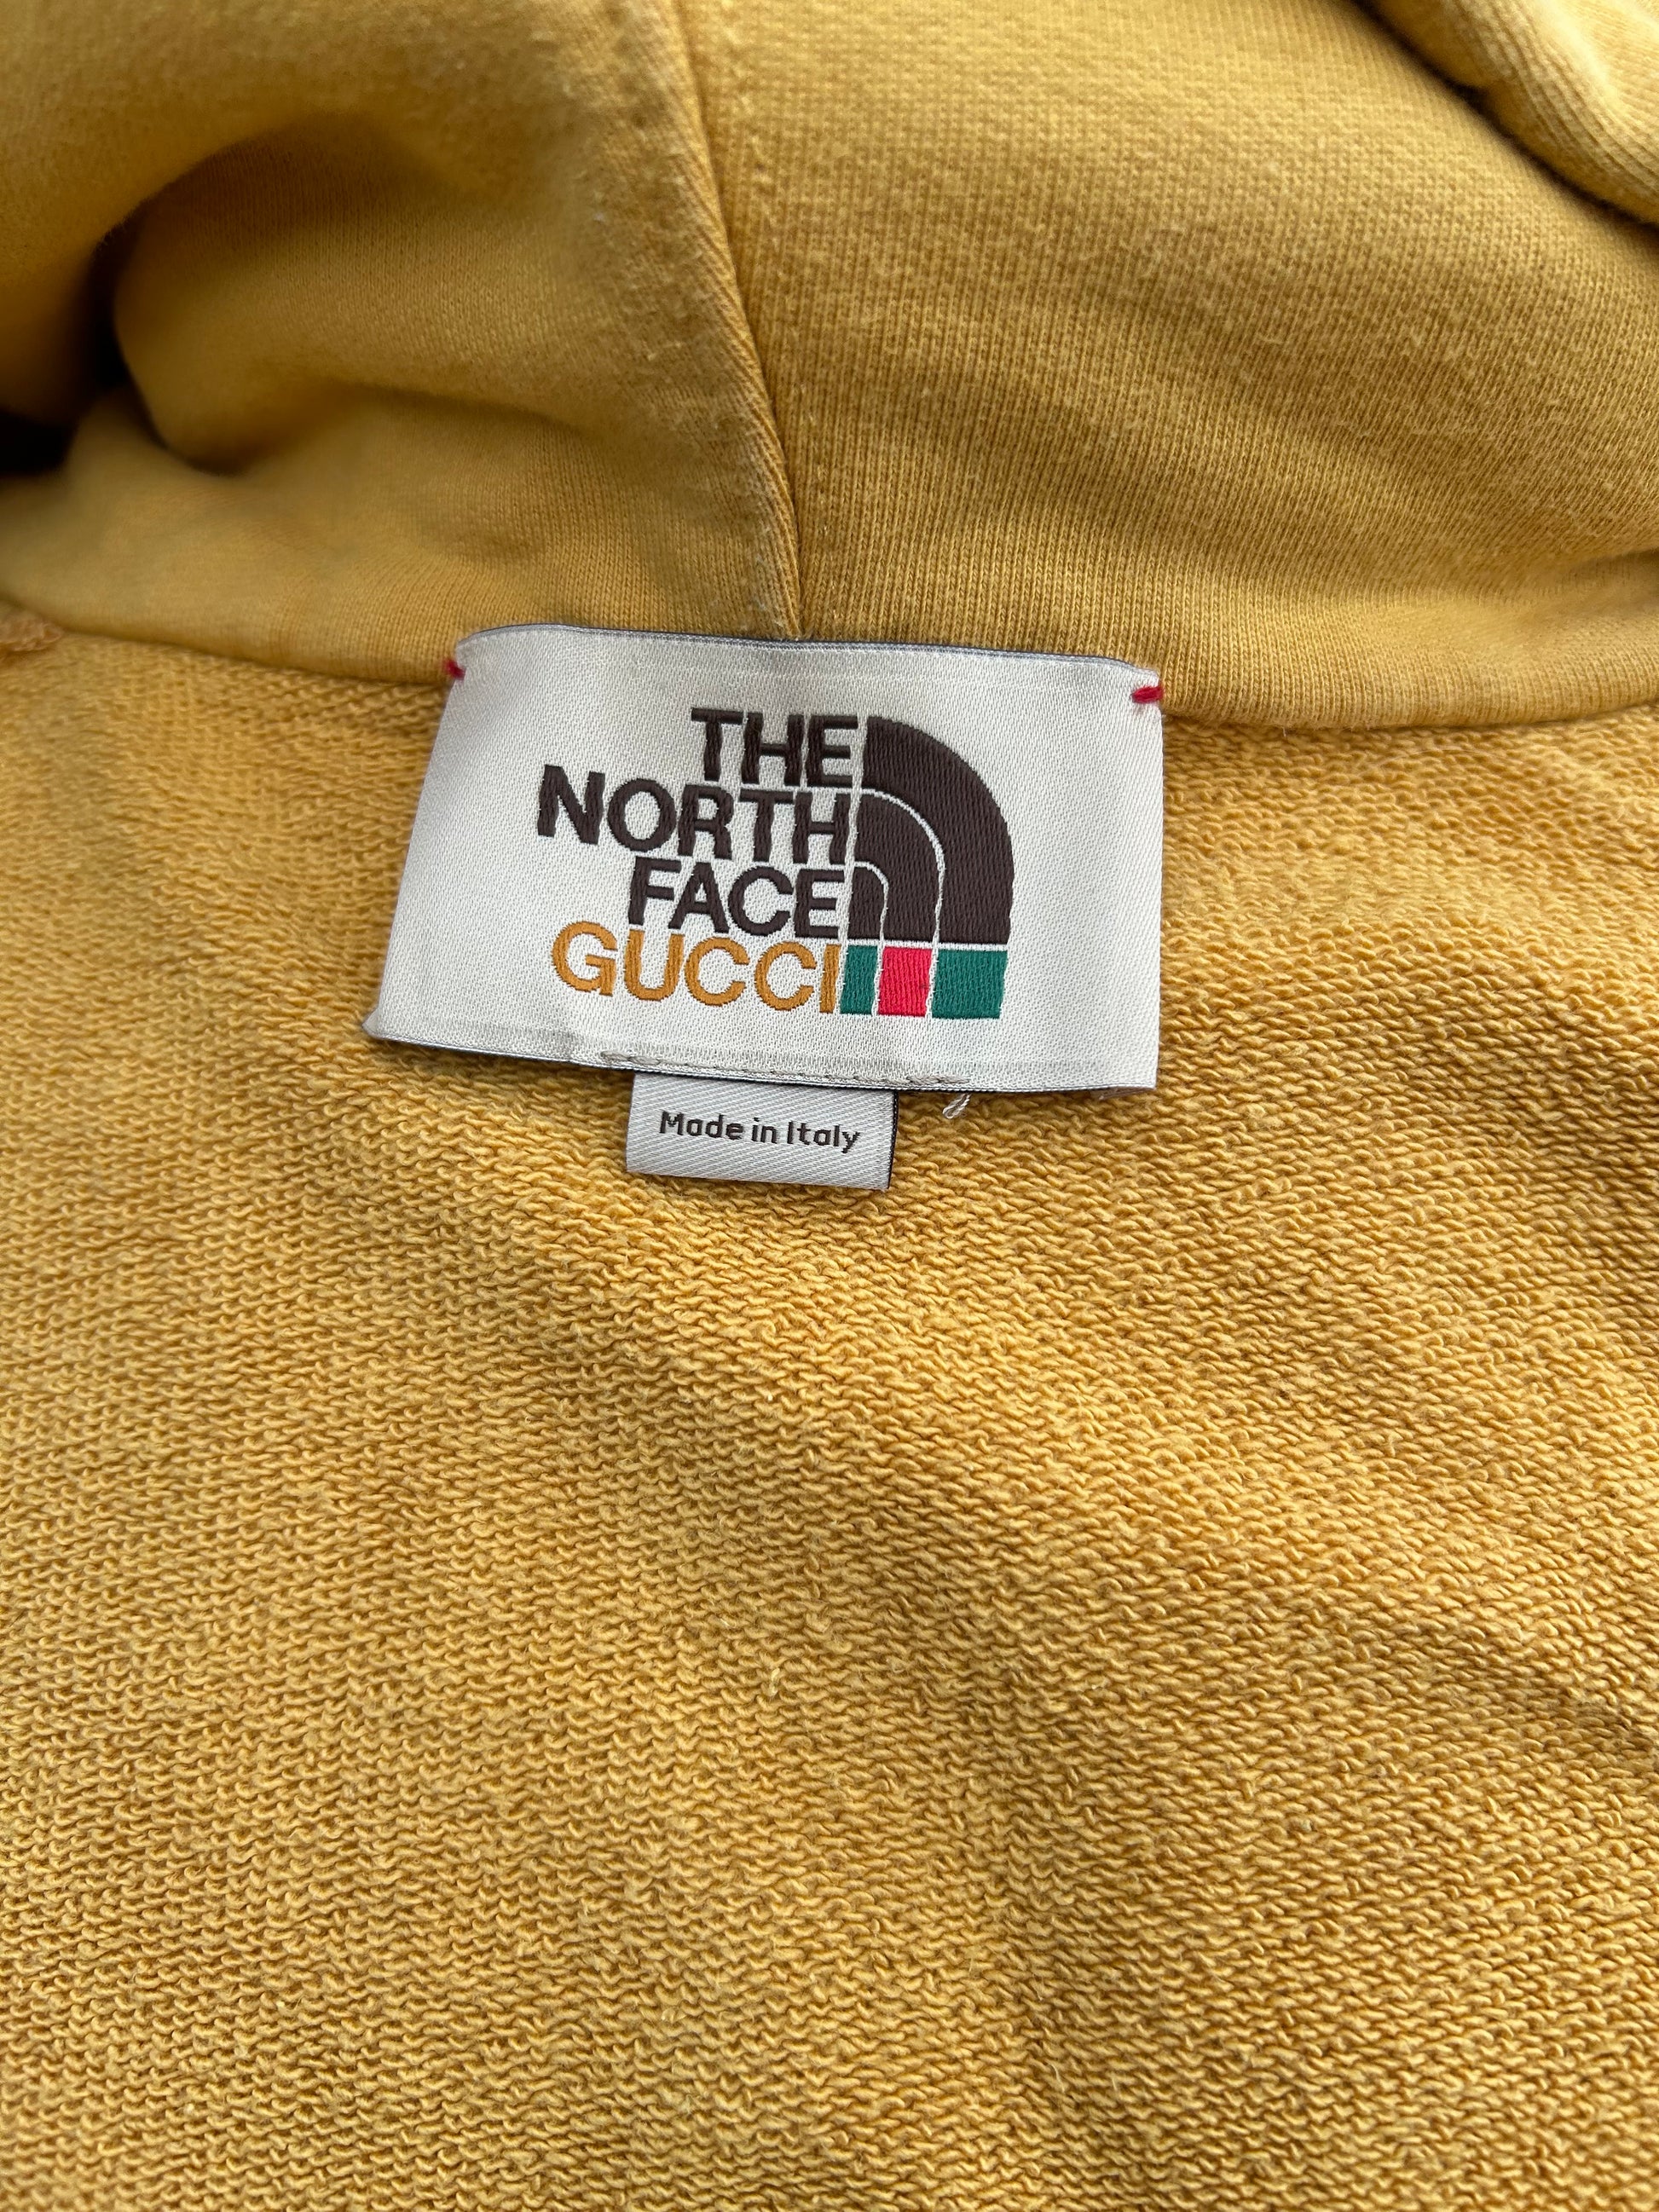 THE
NORTH
FACE
GUCCI
Made in Italy